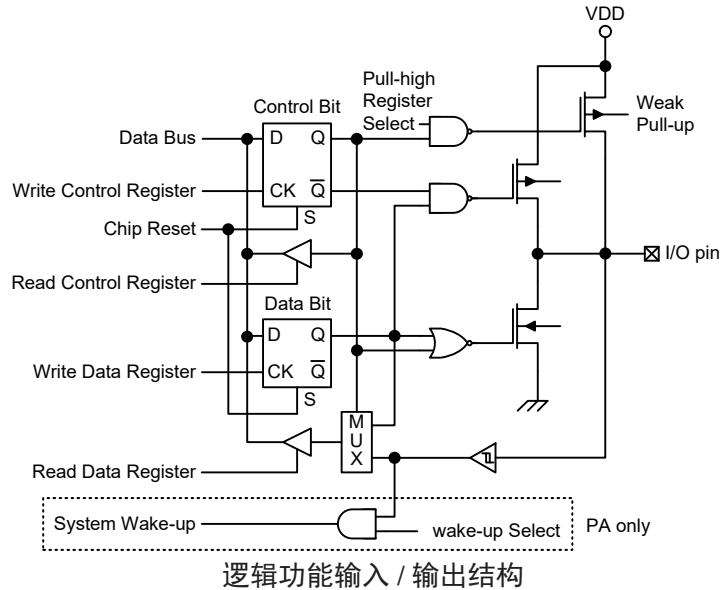 VDD
Pull-high
Register
Select
Weak
Pull-up
Control Bit
Data Bus
D Q
Write Control Register
CK Q̅
S
Chip Reset
I/O pin
Read Control Register
Data Bit
D Q
Write Data Register
CK Q̅
S
M
U
X
Read Data Register
System Wake-up
wake-up Select
PA only
逻辑功能输入 / 输出结构